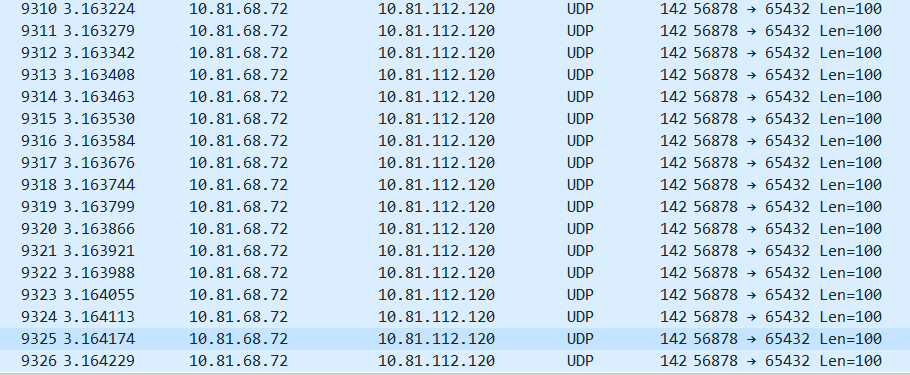 9310 3.163224 10.81.68.72 10.81.112.120 UDP 142 56878 → 65432 Len=100
9311 3.163279 10.81.68.72 10.81.112.120 UDP 142 56878 → 65432 Len=100
9312 3.163342 10.81.68.72 10.81.112.120 UDP 142 56878 → 65432 Len=100
9313 3.163408 10.81.68.72 10.81.112.120 UDP 142 56878 → 65432 Len=100
9314 3.163463 10.81.68.72 10.81.112.120 UDP 142 56878 → 65432 Len=100
9315 3.163530 10.81.68.72 10.81.112.120 UDP 142 56878 → 65432 Len=100
9316 3.163584 10.81.68.72 10.81.112.120 UDP 142 56878 → 65432 Len=100
9317 3.163676 10.81.68.72 10.81.112.120 UDP 142 56878 → 65432 Len=100
9318 3.163744 10.81.68.72 10.81.112.120 UDP 142 56878 → 65432 Len=100
9319 3.163799 10.81.68.72 10.81.112.120 UDP 142 56878 → 65432 Len=100
9320 3.163866 10.81.68.72 10.81.112.120 UDP 142 56878 → 65432 Len=100
9321 3.163921 10.81.68.72 10.81.112.120 UDP 142 56878 → 65432 Len=100
9322 3.163988 10.81.68.72 10.81.112.120 UDP 142 56878 → 65432 Len=100
9323 3.164055 10.81.68.72 10.81.112.120 UDP 142 56878 → 65432 Len=100
9324 3.164113 10.81.68.72 10.81.112.120 UDP 142 56878 → 65432 Len=100
9325 3.164174 10.81.68.72 10.81.112.120 UDP 142 56878 → 65432 Len=100
9326 3.164229 10.81.68.72 10.81.112.120 UDP 142 56878 → 65432 Len=100